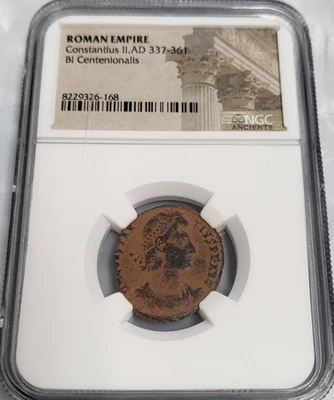 ROMAN EMPIRE
Constantius II,AD 337-361
BI Centenionalis
8229326-168
NGC
ANCIENTS